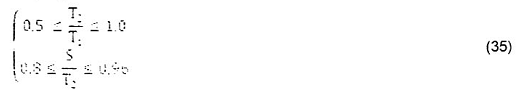 0.5 ≤ T₂/T₁ ≤ 1.0
0.8 ≤ S/T₂ ≤ 0.96
(35)